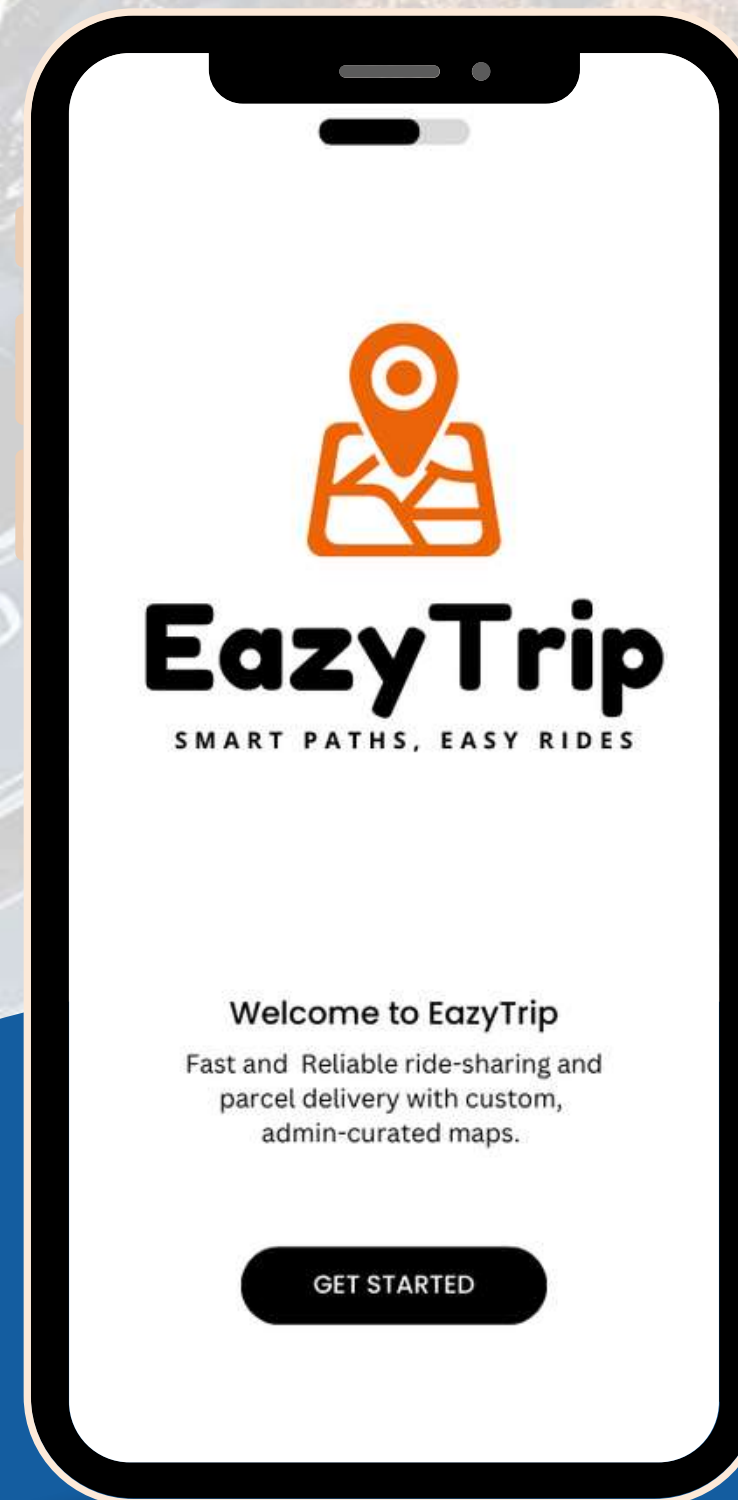 EazyTrip
SMART PATHS, EASY RIDES
Welcome to EazyTrip
Fast and Reliable ride-sharing and
parcel delivery with custom,
admin-curated maps.
GET STARTED